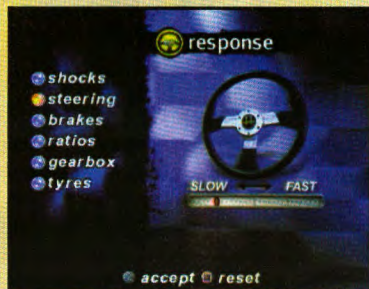 response
shocks
steering
brakes
ratios
gearbox
tyres
SLOW FAST
accept reset